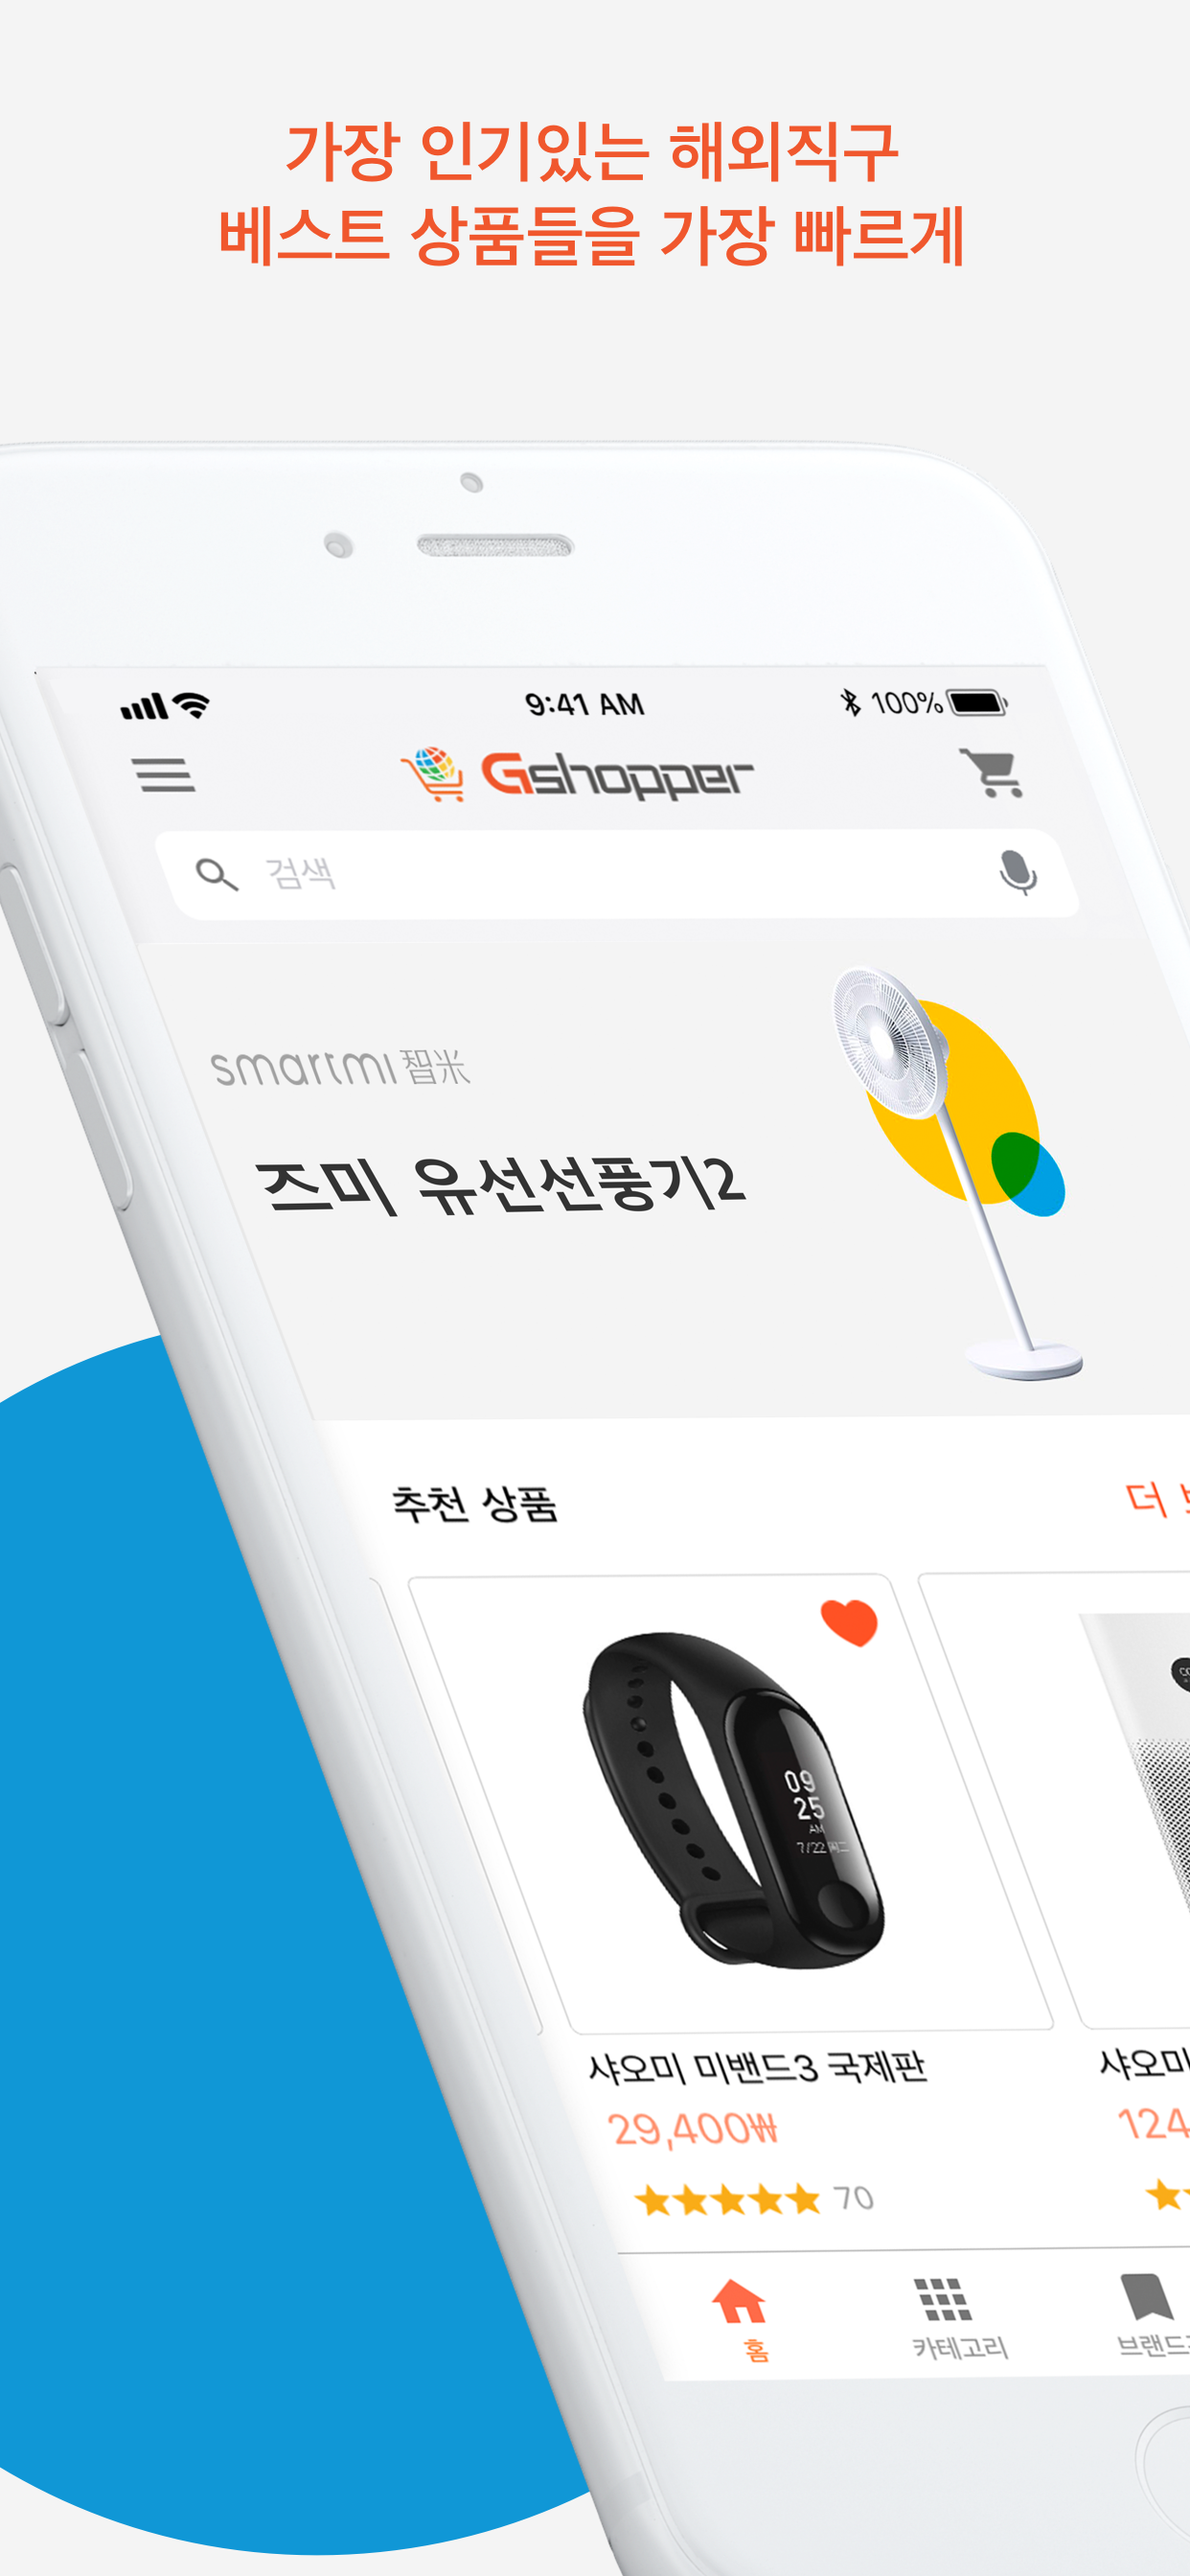 가장 인기있는 해외직구
베스트 상품들을 가장 빠르게
9:41 AM
100%
Gshopper
검색
smartmi 智米
즈미 유선선풍기2
추천 상품
더
09
25
AM
7/22
샤오미 미밴드3 국제판
샤오미
29,400₩
124
70
홈
카테고리
브랜드